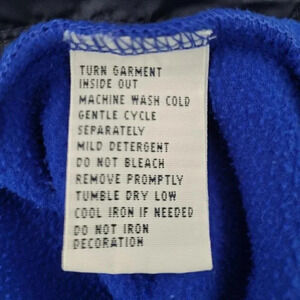 TURN GARMENT
INSIDE OUT
MACHINE WASH COLD
GENTLE CYCLE
SEPARATELY
MILD DETERGENT
DO NOT BLEACH
REMOVE PROMPTLY
TUMBLE DRY LOW
COOL IRON IF NEEDED
DO NOT IRON
DECORATION